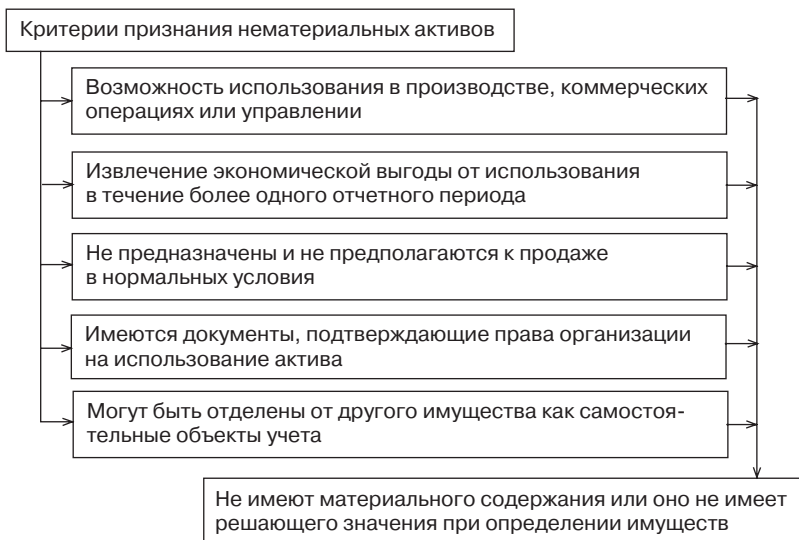 Критерии признания нематериальных активов
Возможность использования в производстве, коммерческих
операциях или управлении
Извлечение экономической выгоды от использования
в течение более одного отчетного периода
Не предназначены и не предполагаются к продаже
в нормальных условия
Имеются документы, подтверждающие права организации
на использование актива
Могут быть отделены от другого имущества как самостоя-
тельные объекты учета
Не имеют материального содержания или оно не имеет
решающего значения при определении имуществ